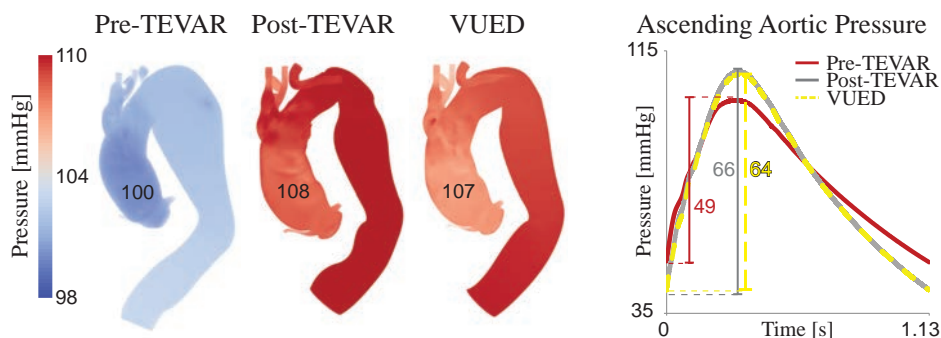 Pre-TEVAR Post-TEVAR VUED
Pressure [mmHg]
110
104
98
100
108
107
Ascending Aortic Pressure
Pressure [mmHg]
115
35
Pre-TEVAR
Post-TEVAR
VUED
49
66
64
0
Time [s]
1.13